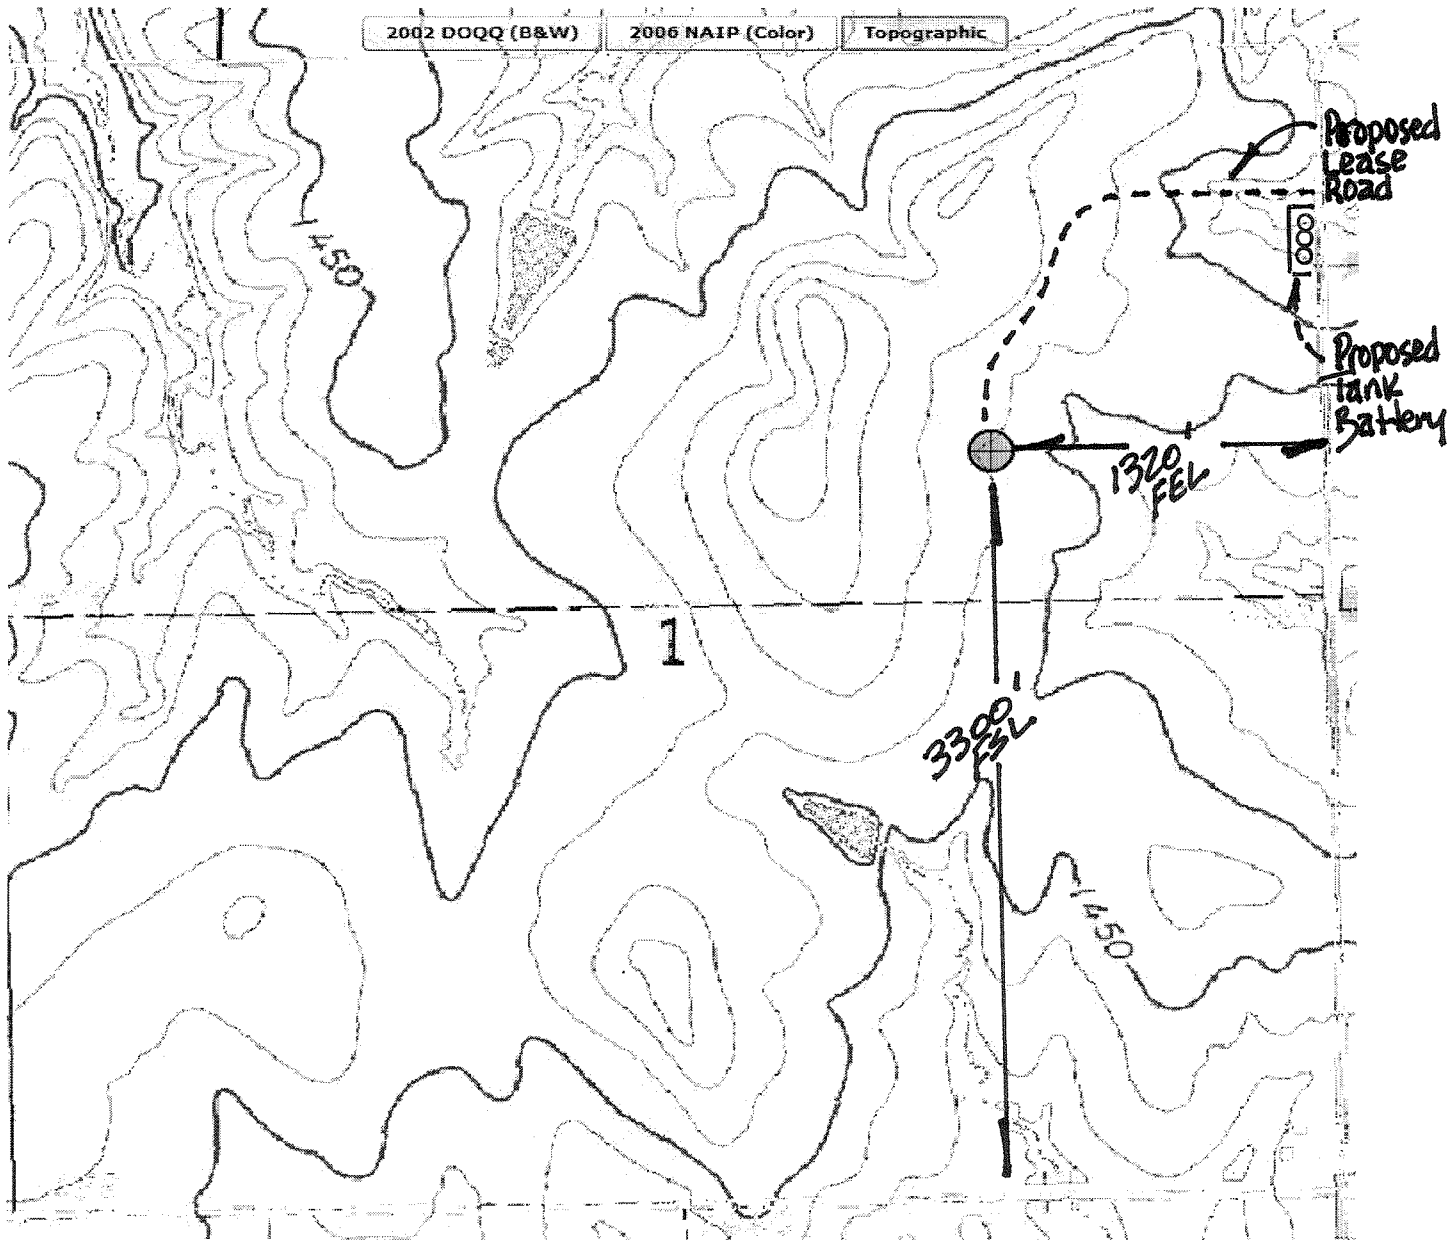 2002 DOQQ (B&W) 2006 NAIP (Color) Topographic
Proposed
Lease
Road
1450
Proposed
Tank
Battery
1320
FEL
1
3300
FSL
1450